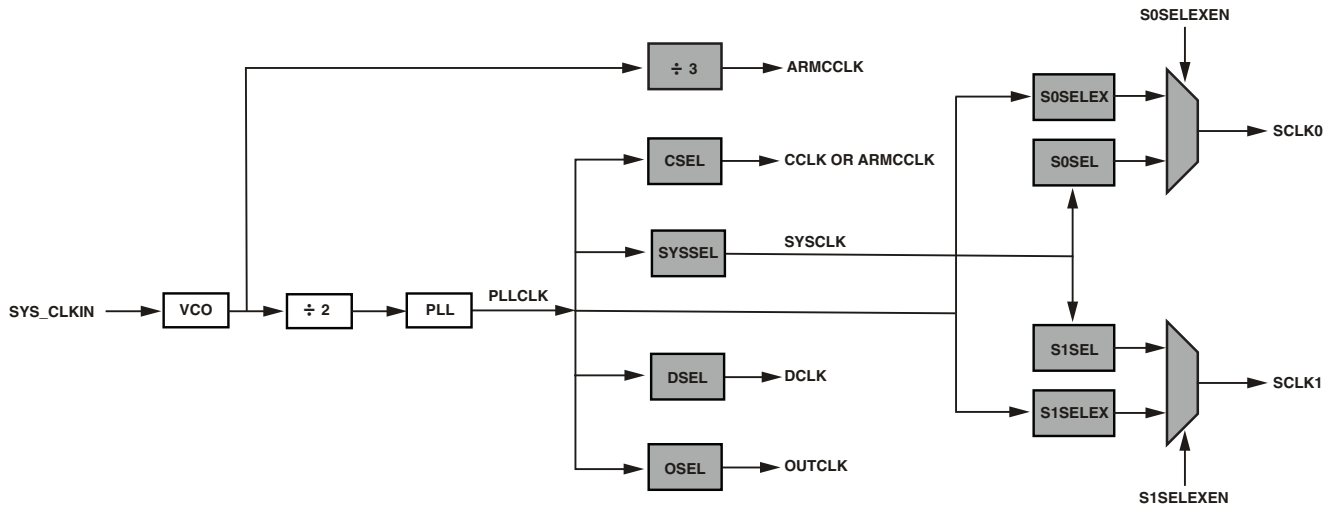 S0SELEXEN
÷ 3
ARMCCLK
S0SELEX
SCLK0
CSEL
CCLK OR ARMCCLK
S0SEL
SYSSEL
SYSCLK
SYS_CLKIN
VCO
÷ 2
PLL
PLLCLK
S1SEL
DSEL
DCLK
SCLK1
S1SELEX
OSEL
OUTCLK
S1SELEXEN